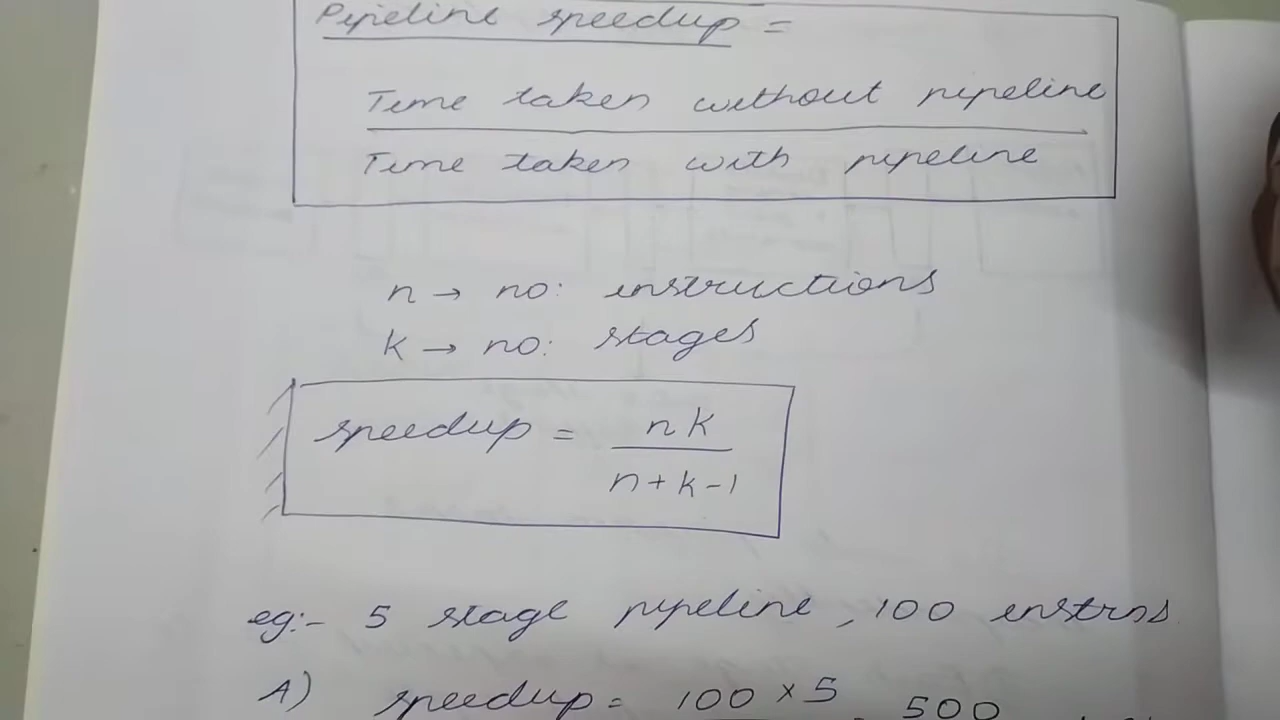 Pipeline speedup =
Time taken without pipeline
Time taken with pipeline
n → no: instructions
k → no: stages
speedup = nk
n+k-1
eg:- 5 stage pipeline, 100 instrns
A) speedup = 100 × 5 = 500